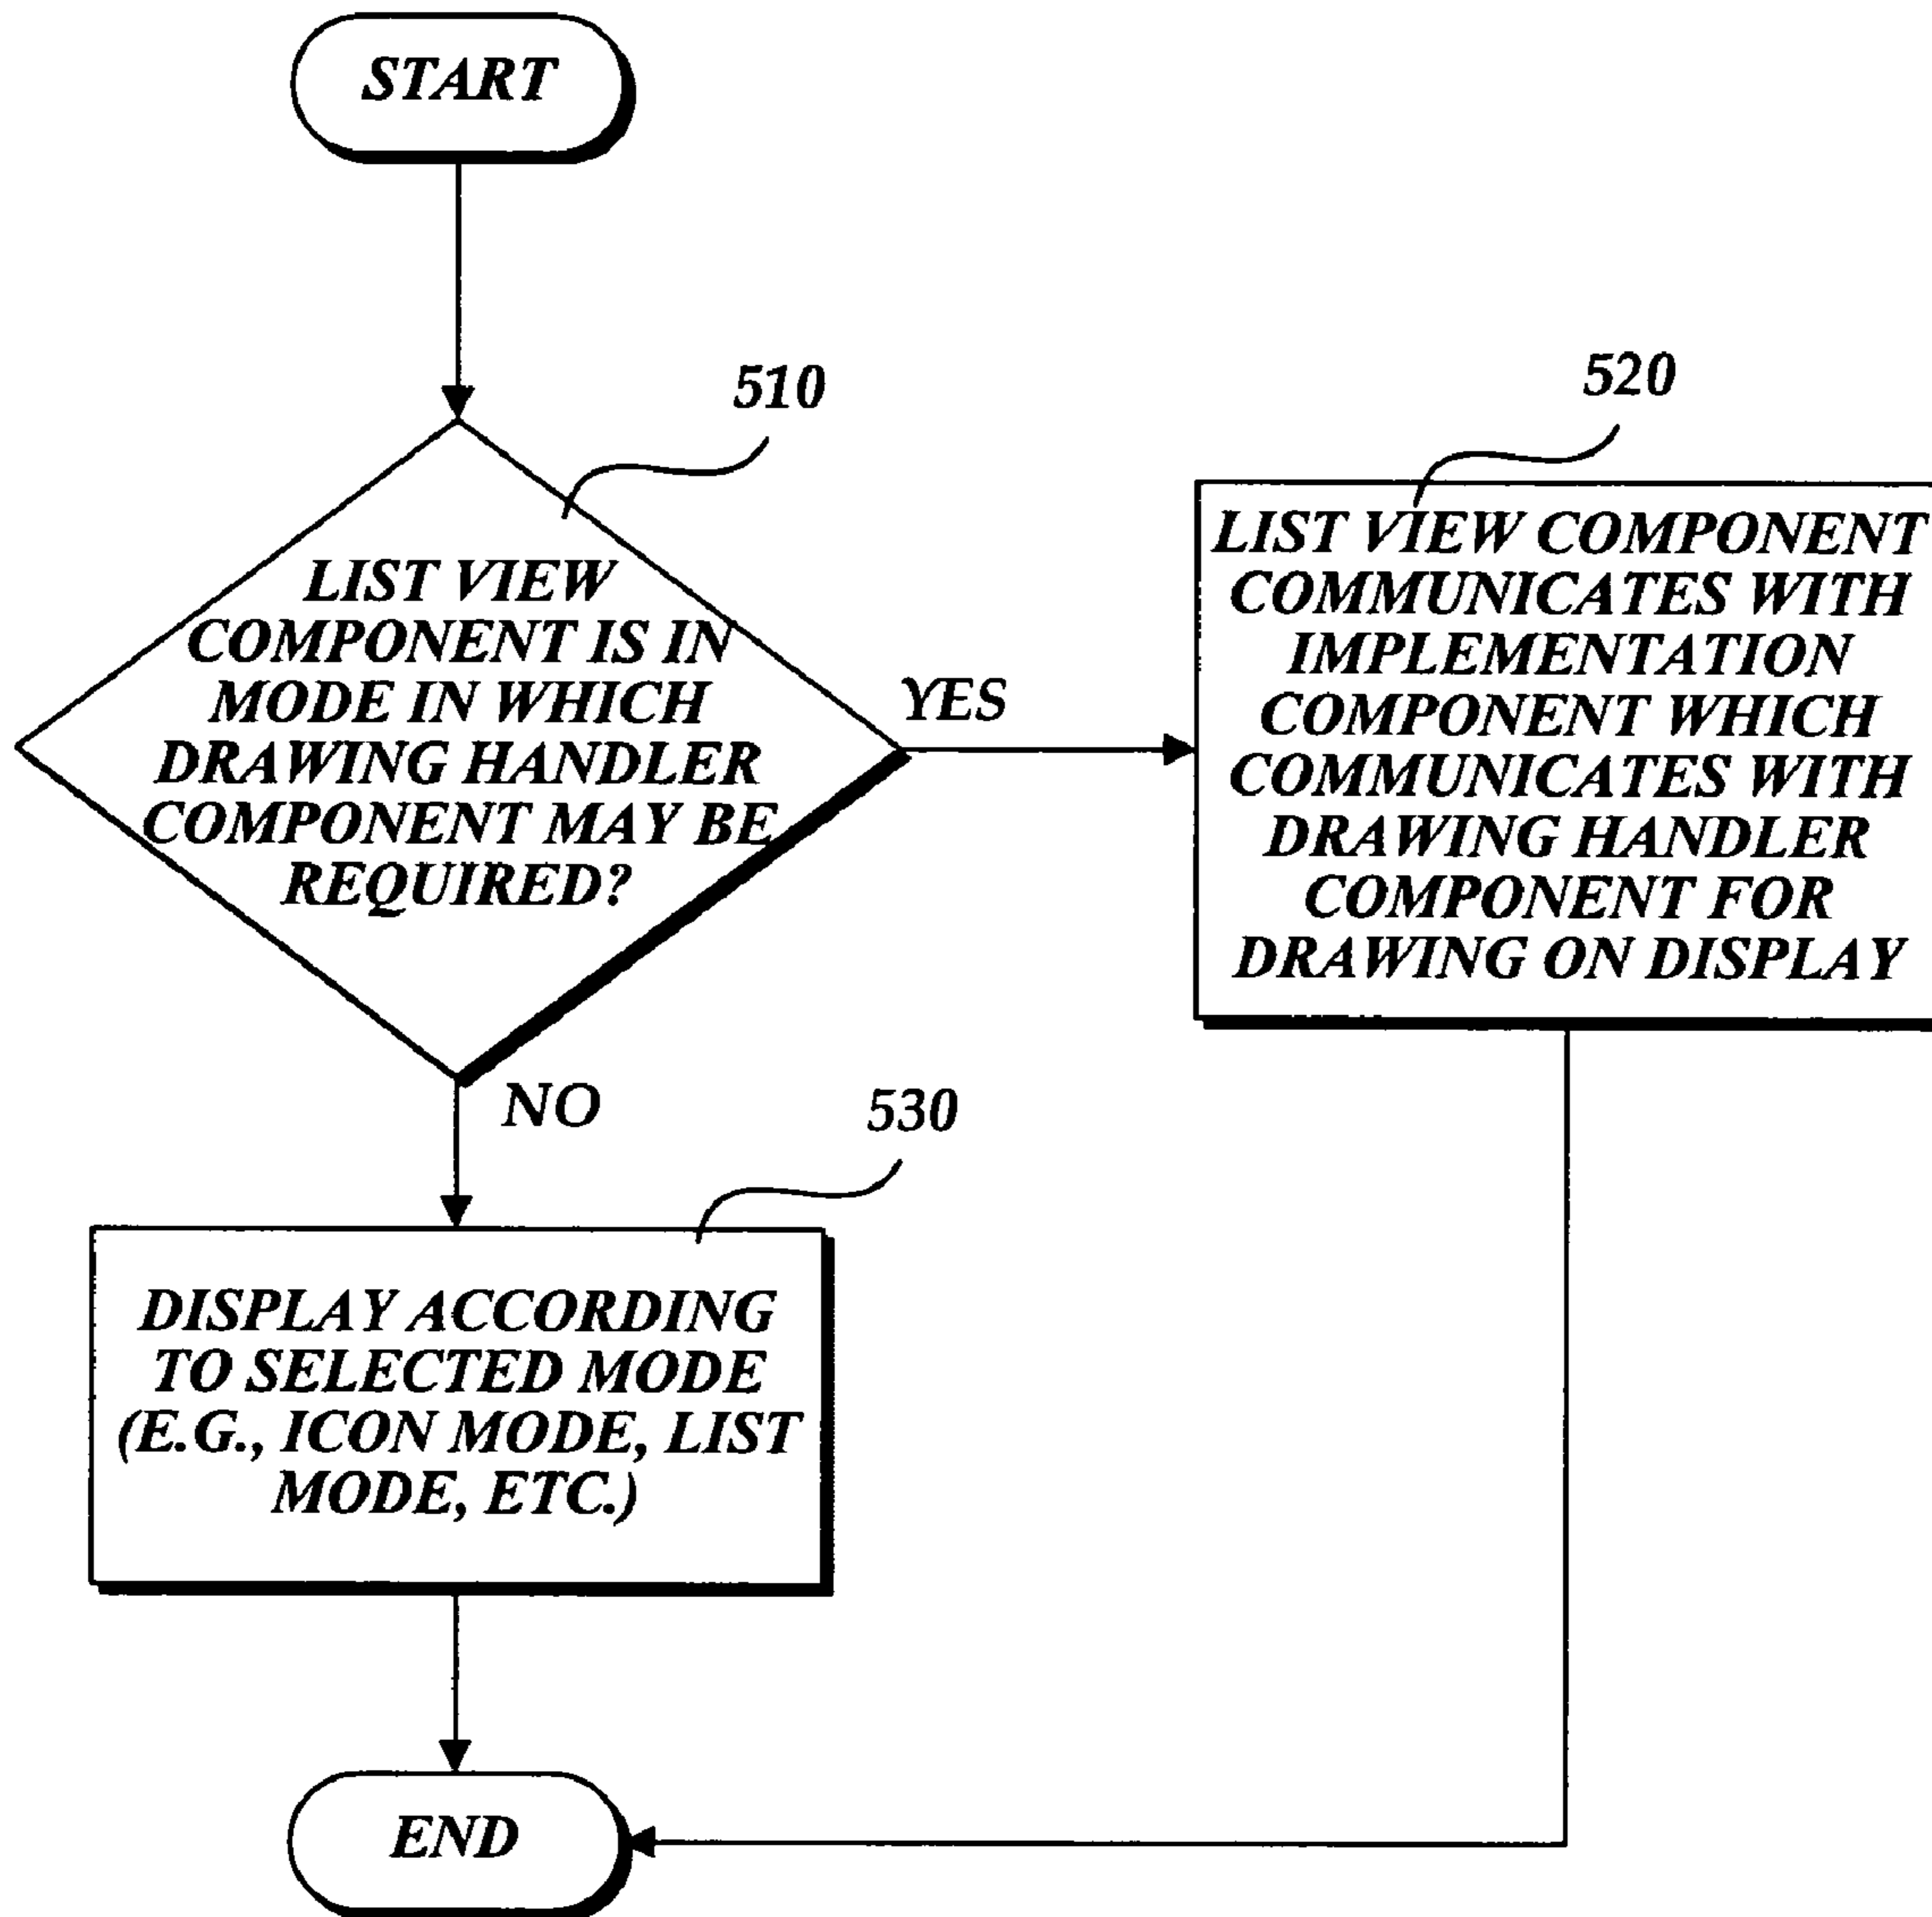 START
510
LIST VIEW
COMPONENT IS IN
MODE IN WHICH
DRAWING HANDLER
COMPONENT MAY BE
REQUIRED?
YES
520
LIST VIEW COMPONENT
COMMUNICATES WITH
IMPLEMENTATION
COMPONENT WHICH
COMMUNICATES WITH
DRAWING HANDLER
COMPONENT FOR
DRAWING ON DISPLAY
NO
530
DISPLAY ACCORDING
TO SELECTED MODE
(E.G., ICON MODE, LIST
MODE, ETC.)
END